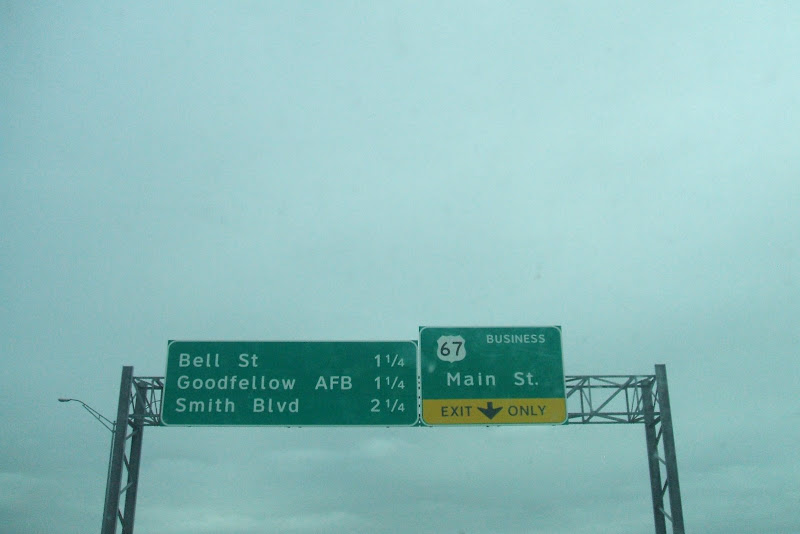 Bell St 1 1/4
Goodfellow AFB 1 1/4
Smith Blvd 2 1/4
67 BUSINESS
Main St.
EXIT ONLY